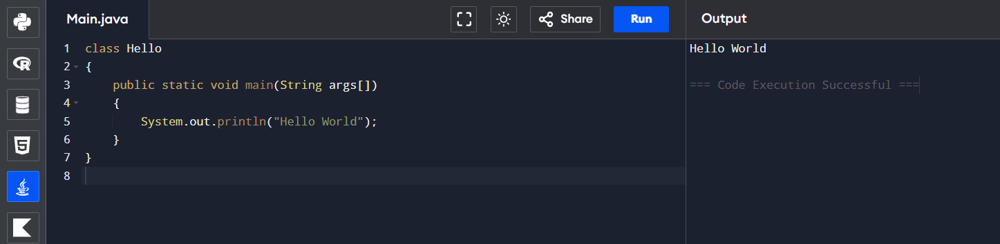 Main.java
Share
Run
Output
1 class Hello
2 {
3     public static void main(String args[])
4     {
5         System.out.println("Hello World");
6     }
7 }
8
Hello World
=== Code Execution Successful ===
R
5